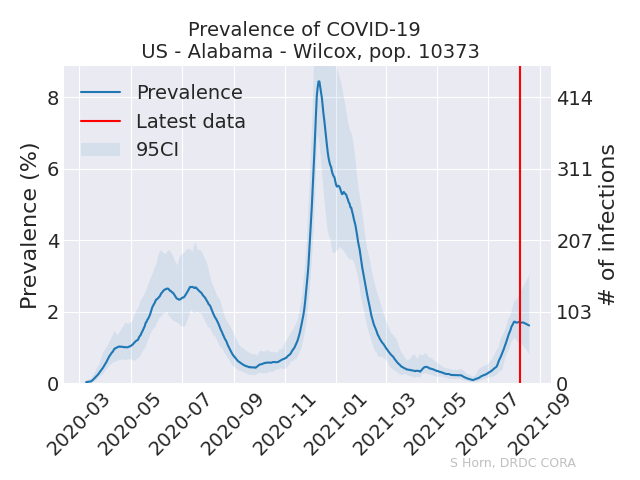 Prevalence of COVID-19
US - Alabama - Wilcox, pop. 10373
Prevalence
Latest data
95CI
Prevalence (%)
8
6
4
2
0
414
311
207
103
0
# of infections
2020-03
2020-05
2020-07
2020-09
2020-11
2021-01
2021-03
2021-05
2021-07
2021-09
S Horn, DRDC CORA